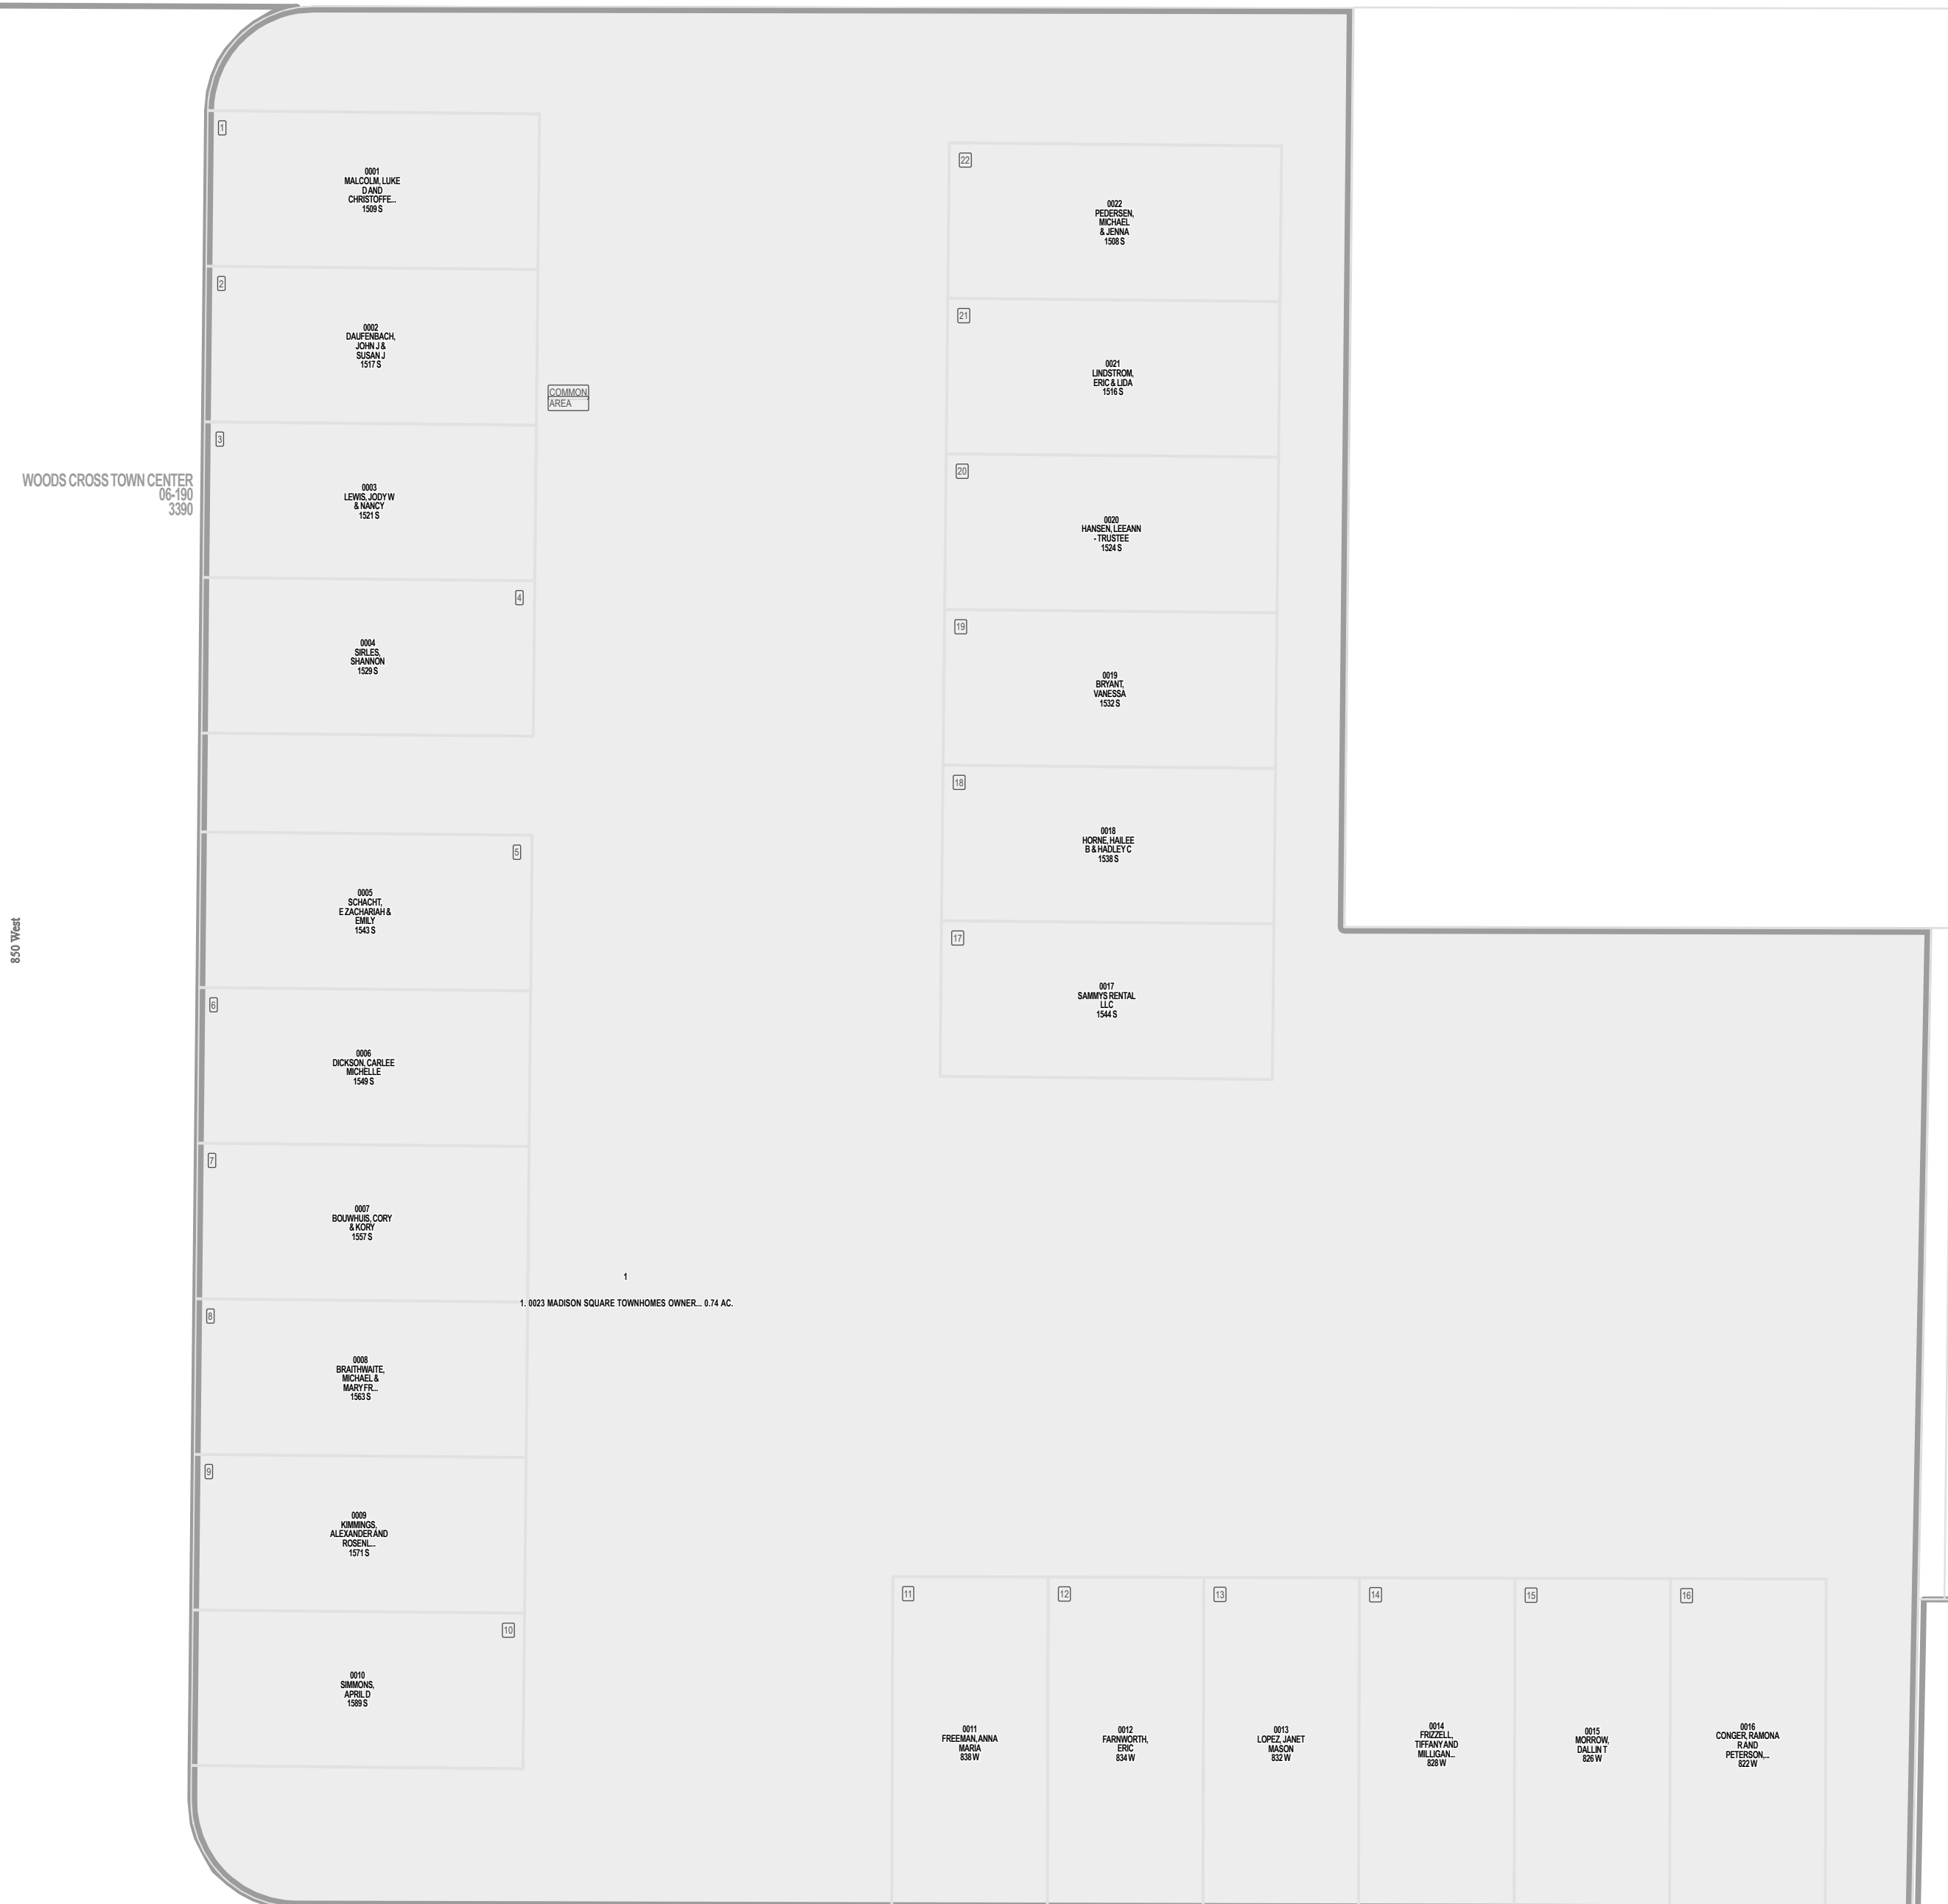 1
0001
MALCOLM, LUKE
D AND
CHRISTOFFE...
1509 S
2
0002
DAUFENBACH,
JOHN J &
SUSAN J
1517 S
COMMON
AREA
3
0003
LEWIS, JODY W
& NANCY
1521 S
WOODS CROSS TOWN CENTER
06-190
3390
4
0004
SIRLES,
SHANNON
1529 S
5
0005
SCHACHT,
E ZACHARIAH &
EMILY
1543 S
850 West
6
0006
DICKSON, CARLEE
MICHELLE
1549 S
7
0007
BOUWHUIS, CORY
& KORY
1557 S
1
1. 0023 MADISON SQUARE TOWNHOMES OWNER... 0.74 AC.
8
0008
BRAITHWAITE,
MICHAEL &
MARY FR...
1563 S
9
0009
KIMMINGS,
ALEXANDER AND
ROSENL...
1571 S
10
0010
SIMMONS,
APRIL D
1589 S
22
0022
PEDERSEN,
MICHAEL
& JENNA
1508 S
21
0021
LINDSTROM,
ERIC & LIDA
1516 S
20
0020
HANSEN, LEEANN
- TRUSTEE
1524 S
19
0019
BRYANT,
VANESSA
1532 S
18
0018
HORNE, HAILEE
B & HADLEY C
1538 S
17
0017
SAMMYS RENTAL
LLC
1544 S
11
0011
FREEMAN, ANNA
MARIA
838 W
12
0012
FARNWORTH,
ERIC
834 W
13
0013
LOPEZ, JANET
MASON
832 W
14
0014
FRIZZELL,
TIFFANY AND
MILLIGAN...
828 W
15
0015
MORROW,
DALLIN T
826 W
16
0016
CONGER, RAMONA
R AND
PETERSON,...
822 W